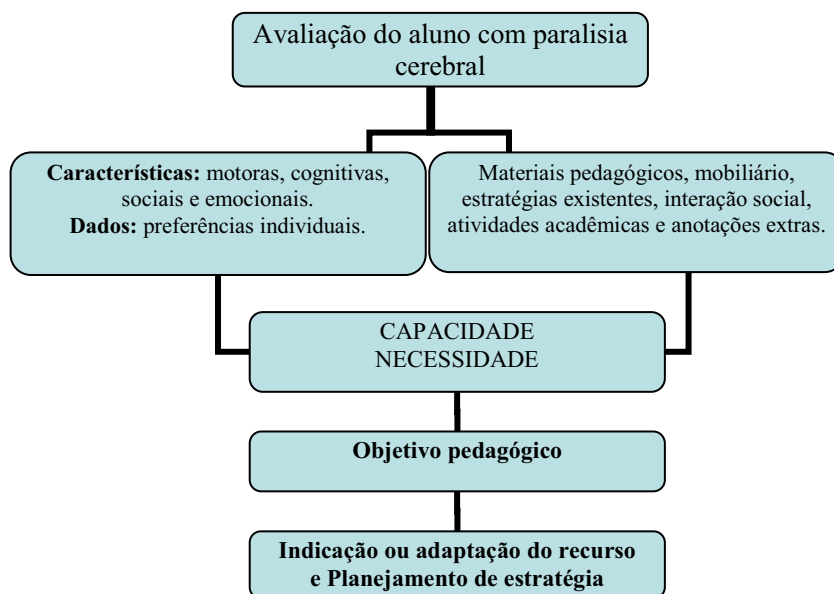 Avaliação do aluno com paralisia
cerebral
Características: motoras, cognitivas,
sociais e emocionais.
Dados: preferências individuais.
Materiais pedagógicos, mobiliário,
estratégias existentes, interação social,
atividades acadêmicas e anotações extras.
CAPACIDADE
NECESSIDADE
Objetivo pedagógico
Indicação ou adaptação do recurso
e Planejamento de estratégia